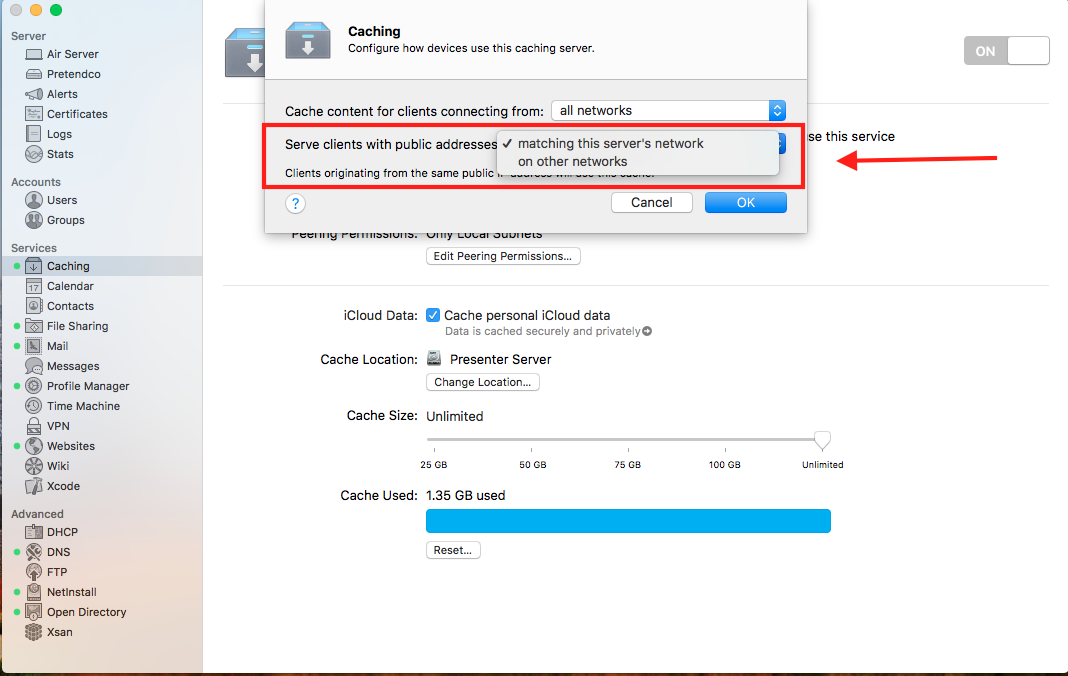 Server
Air Server
Pretendco
Alerts
Certificates
Logs
Stats
Accounts
Users
Groups
Services
Caching
17
Calendar
Contacts
File Sharing
Mail
Messages
Profile Manager
Time Machine
VPN
Websites
Wiki
Xcode
Advanced
DHCP
DNS
FTP
NetInstall
Open Directory
Xsan
Caching
Configure how devices use this caching server.
ON
Cache content for clients connecting from: all networks
Serve clients with public addresses ✓ matching this server's network
on other networks
this service
Clients originating from the same public address will use this cache.
? Cancel OK
Peering Permissions: Only Local Subnets
Edit Peering Permissions...
iCloud Data: Cache personal iCloud data
Data is cached securely and privately
Cache Location: Presenter Server
Change Location...
Cache Size: Unlimited
25 GB 50 GB 75 GB 100 GB Unlimited
Cache Used: 1.35 GB used
Reset...